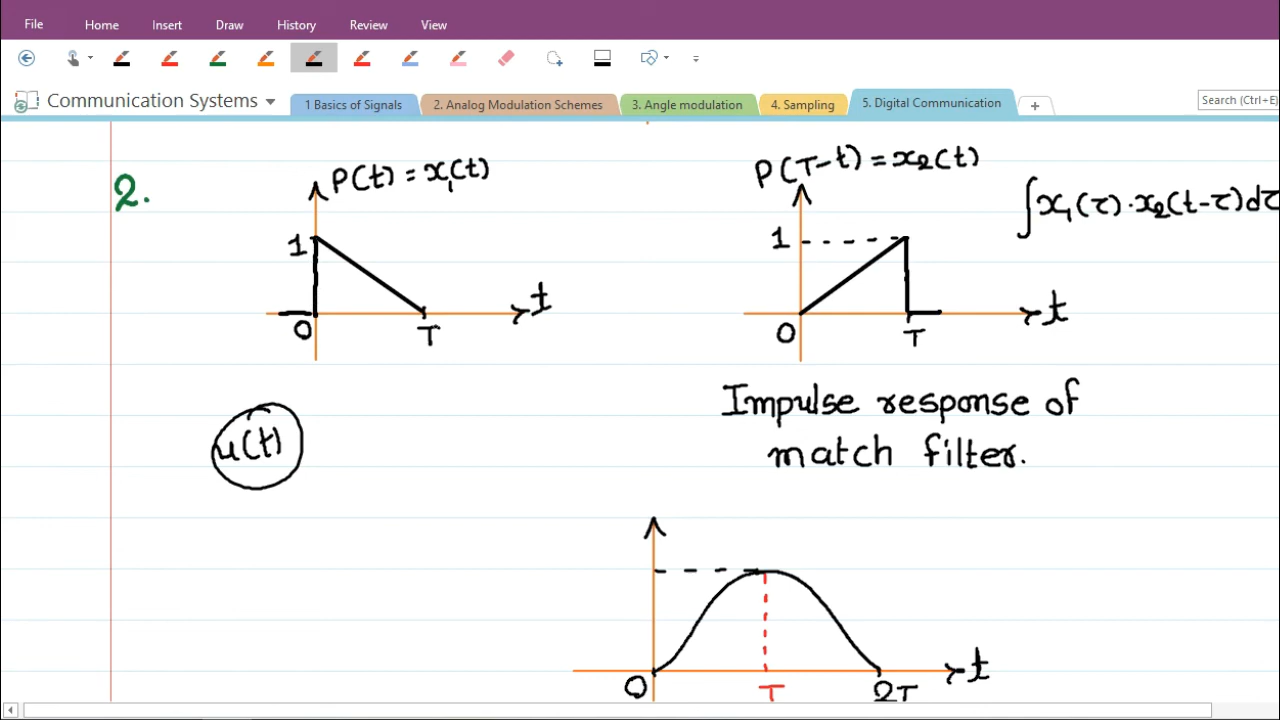 File Home Insert Draw History Review View
Communication Systems 1 Basics of Signals 2. Analog Modulation Schemes 3. Angle modulation 4. Sampling 5. Digital Communication + Search (Ctrl+E)
2.
P(t) = x₁(t)
1
0
T
t
P(T-t) = x₂(t)
1
0
T
t
∫x₁(τ)·x₂(t-τ)dτ
u(t)
Impulse response of
match filter.
0
T
2T
t